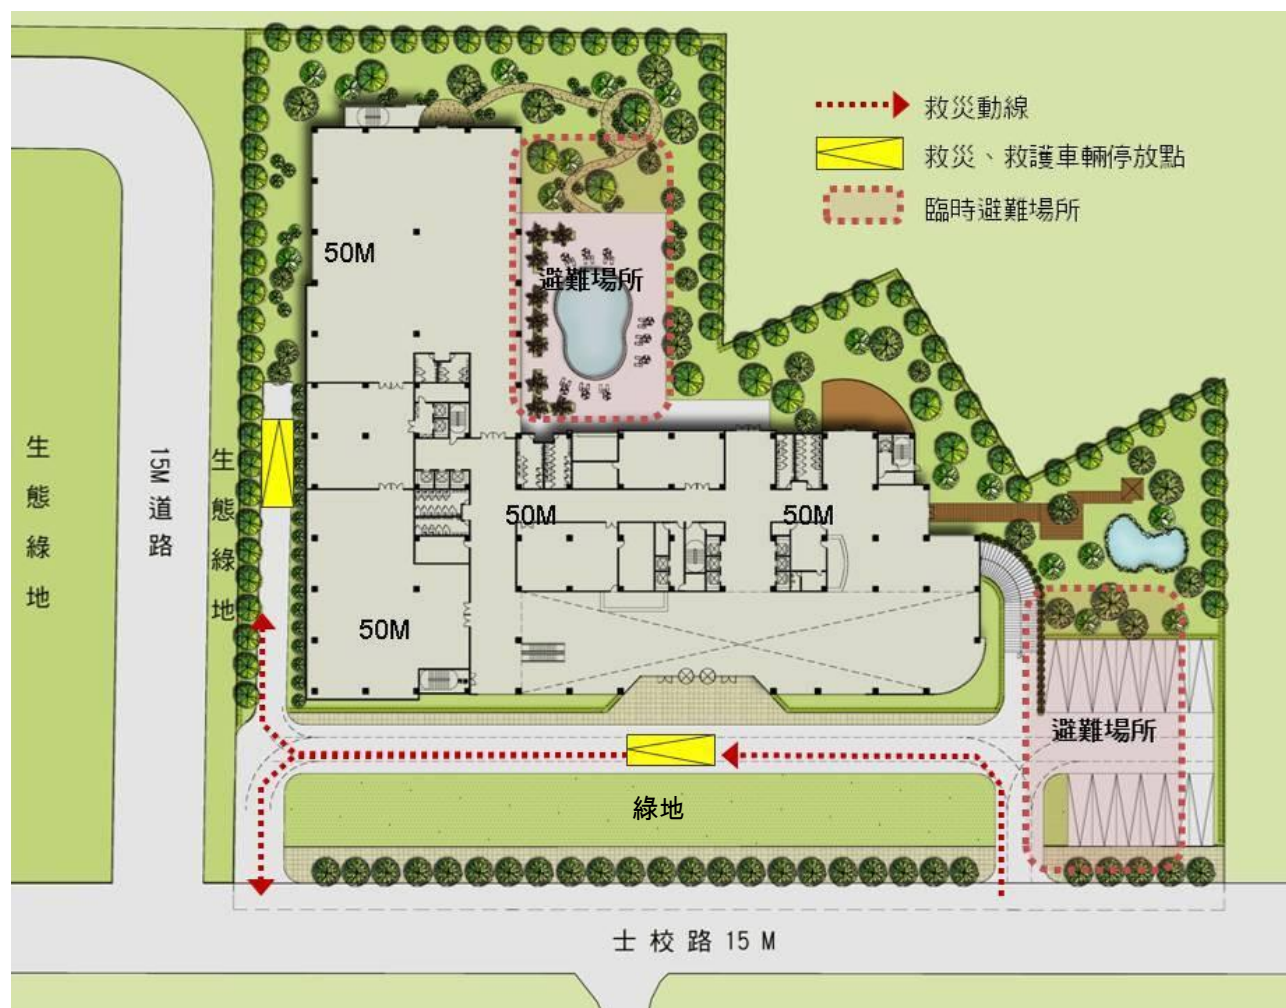 救災動線
救災、救護車輛停放點
臨時避難場所
50M
避難場所
生態綠地
15M 道路
生態綠地
50M
50M
50M
避難場所
綠地
士校路 15 M